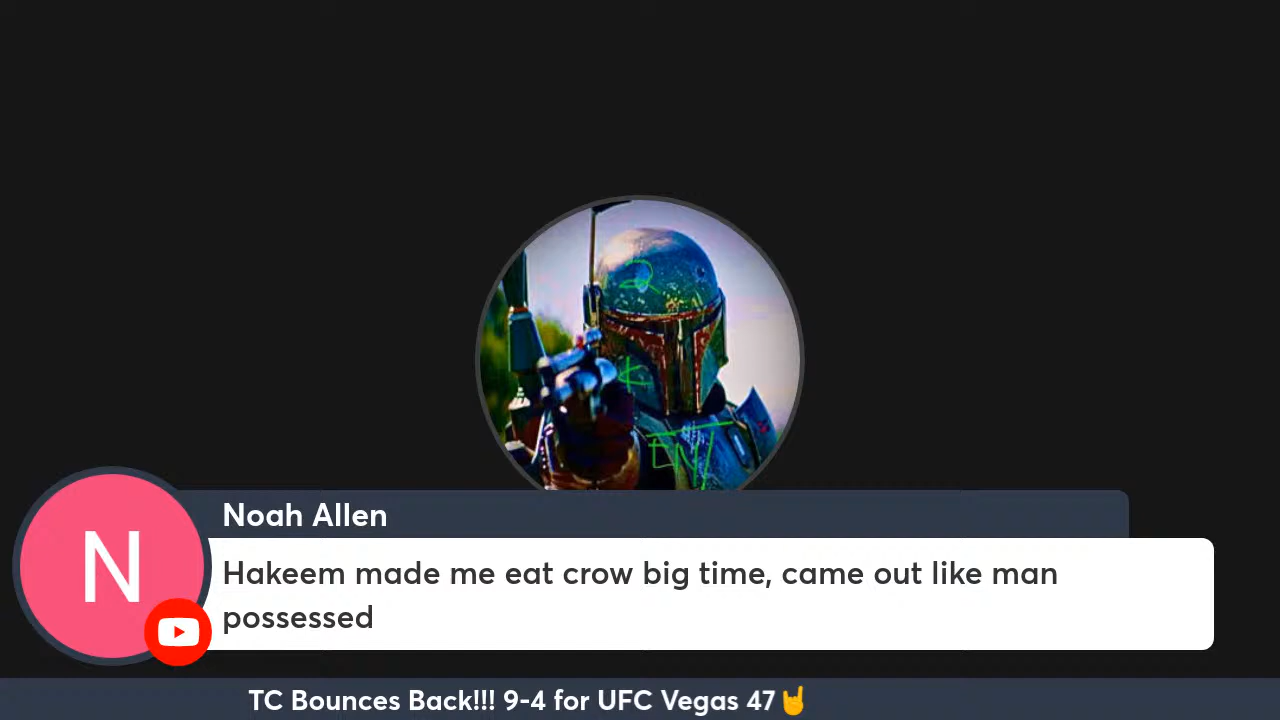 Noah Allen
N
Hakeem made me eat crow big time, came out like man
possessed
TC Bounces Back!!! 9-4 for UFC Vegas 47🤘